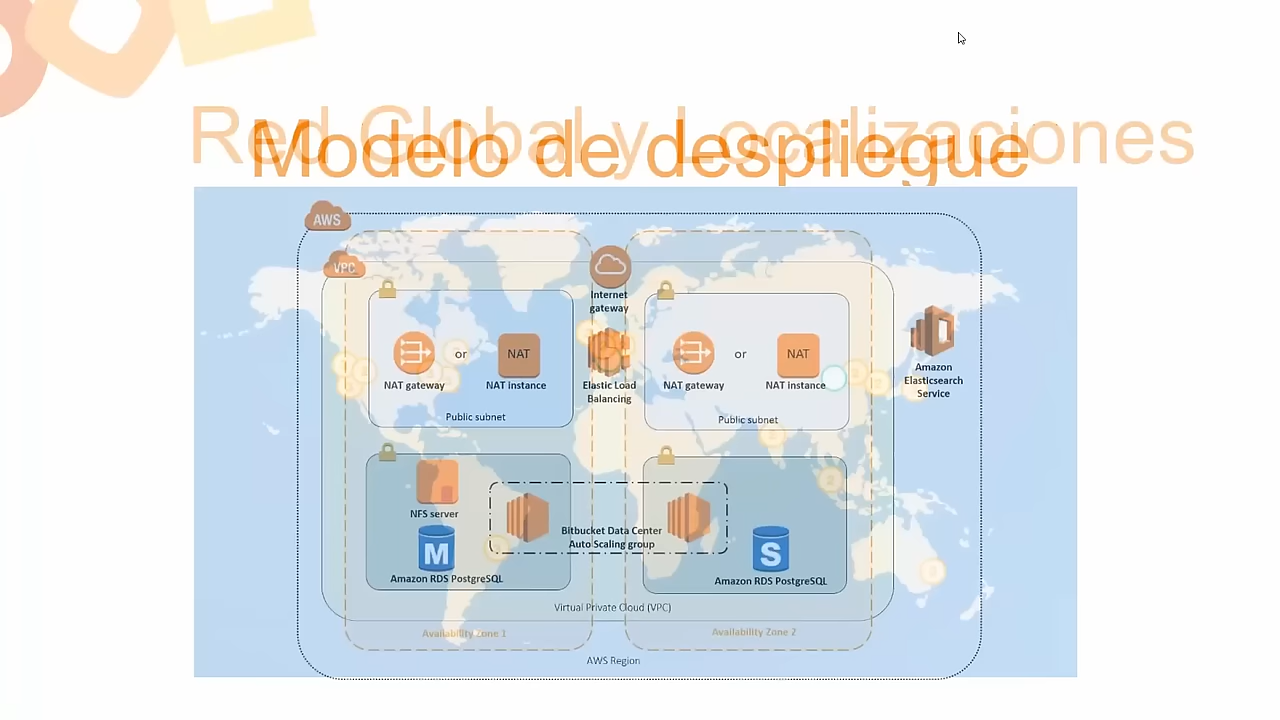 Red Global y Localizaciones
Modelo de despliegue
AWS
VPC
Internet
gateway
NAT gateway
or
NAT
NAT instance
Public subnet
Elastic Load
Balancing
NAT gateway
or
NAT
NAT instance
Public subnet
Amazon
Elasticsearch
Service
NFS server
M
Amazon RDS PostgreSQL
Bitbucket Data Center
Auto Scaling group
S
Amazon RDS PostgreSQL
Virtual Private Cloud (VPC)
Availability Zone 1
Availability Zone 2
AWS Region